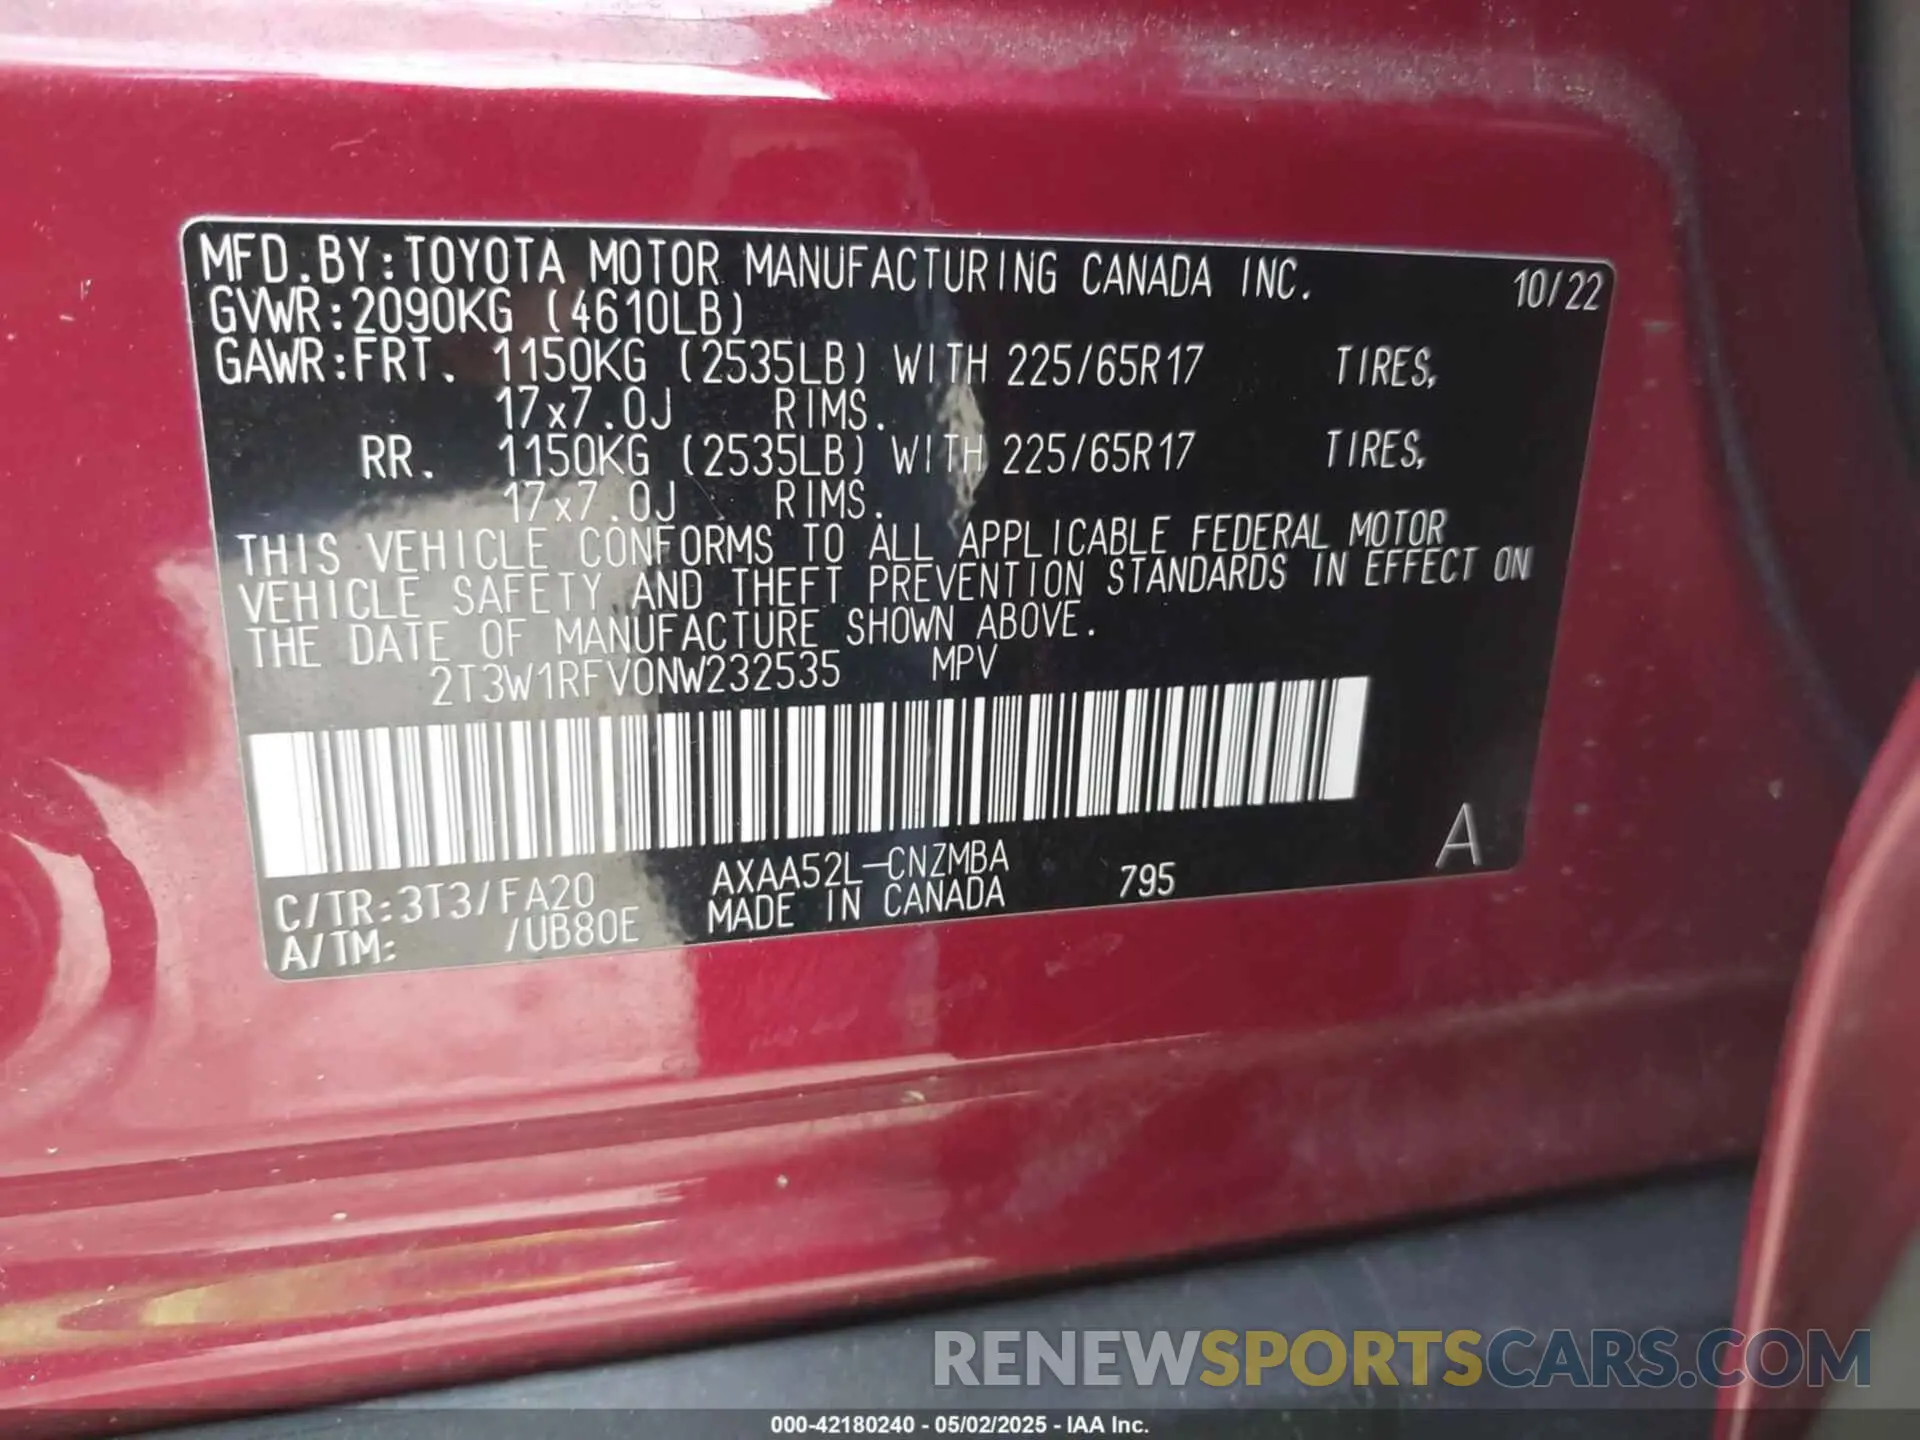 MFD.BY:TOYOTA MOTOR MANUFACTURING CANADA INC. 10/22
GVWR:2090KG (4610LB)
GAWR:FRT. 1150KG (2535LB) WITH 225/65R17 TIRES,
17x7.0J RIMS.
RR. 1150KG (2535LB) WITH 225/65R17 TIRES,
17x7.0J RIMS.
THIS VEHICLE CONFORMS TO ALL APPLICABLE FEDERAL MOTOR
VEHICLE SAFETY AND THEFT PREVENTION STANDARDS IN EFFECT ON
THE DATE OF MANUFACTURE SHOWN ABOVE.
2T3W1RFV0NW232535 MPV
A
C/TR:3T3/FA20 AXAA52L-CNZMBA 795
A/TM: /UB80E MADE IN CANADA
RENEWSPORTSCARS.COM
000-42180240 - 05/02/2025 - IAA Inc.